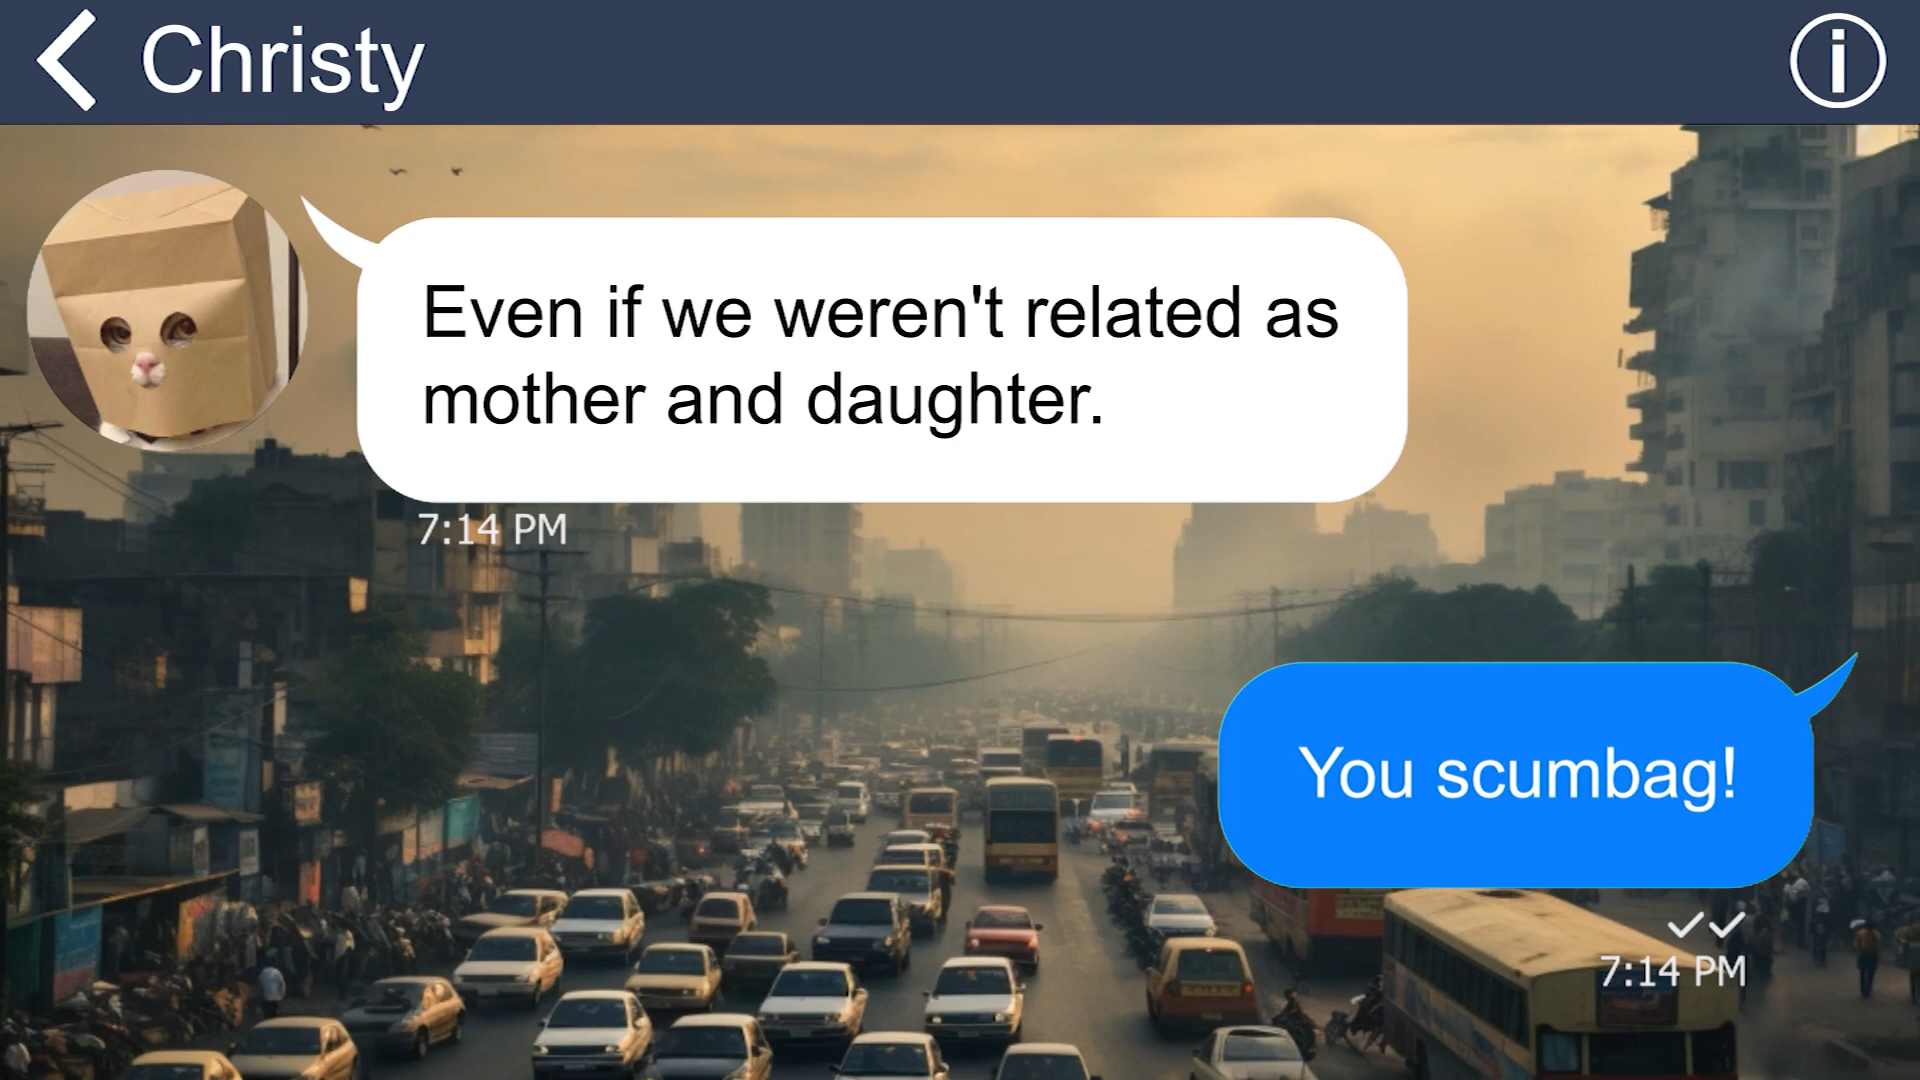 Christy
Even if we weren't related as
mother and daughter.
7:14 PM
You scumbag!
7:14 PM